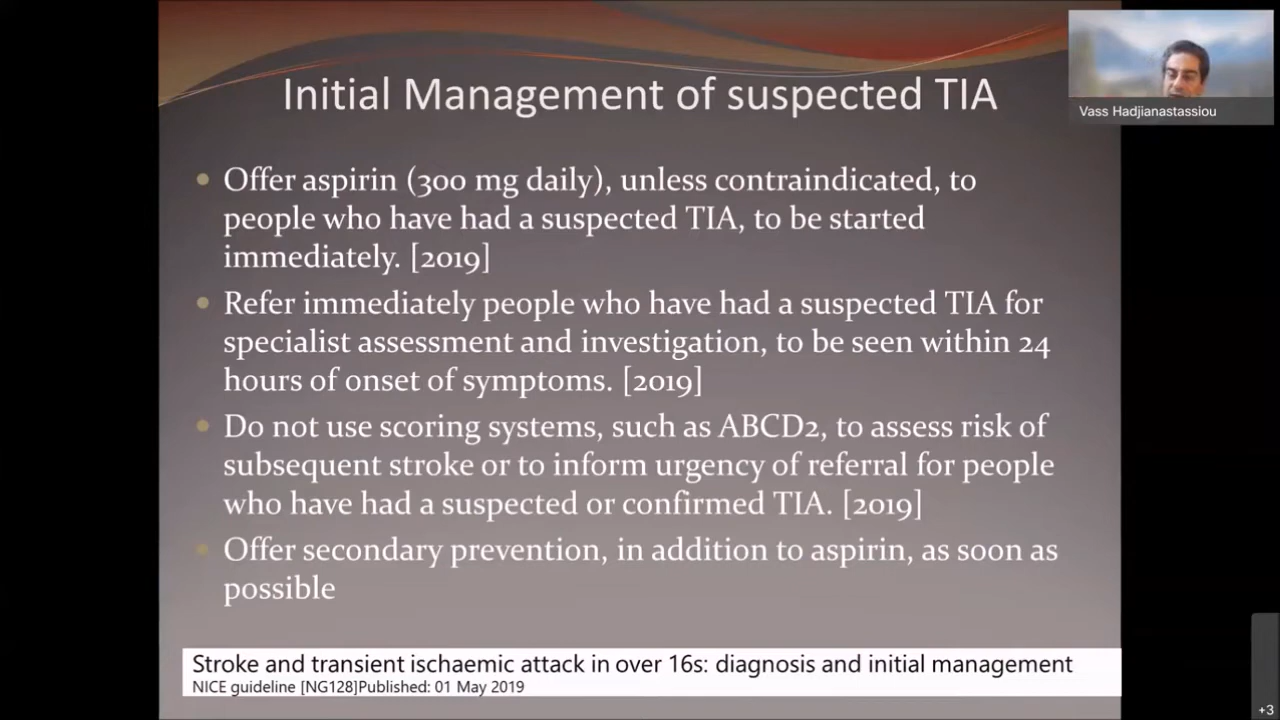 Initial Management of suspected TIA
Vass Hadjianastassiou
• Offer aspirin (300 mg daily), unless contraindicated, to
people who have had a suspected TIA, to be started
immediately. [2019]
• Refer immediately people who have had a suspected TIA for
specialist assessment and investigation, to be seen within 24
hours of onset of symptoms. [2019]
• Do not use scoring systems, such as ABCD2, to assess risk of
subsequent stroke or to inform urgency of referral for people
who have had a suspected or confirmed TIA. [2019]
• Offer secondary prevention, in addition to aspirin, as soon as
possible
Stroke and transient ischaemic attack in over 16s: diagnosis and initial management
NICE guideline [NG128]Published: 01 May 2019
+3